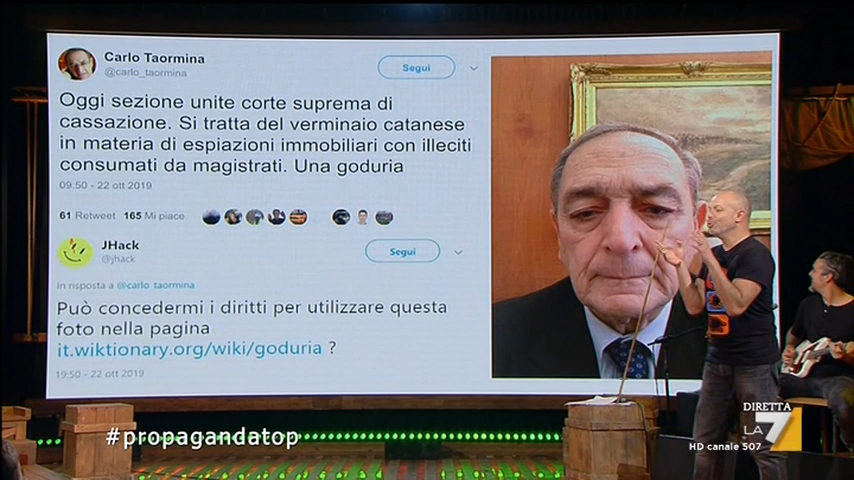 Carlo Taormina
@carlo_taormina
Segui
Oggi sezione unite corte suprema di
cassazione. Si tratta del verminaio catanese
in materia di espiazioni immobiliari con illeciti
consumati da magistrati. Una goduria
09:50 - 22 ott 2019
61 Retweet 165 Mi piace
JHack
@jhack
Segui
In risposta a @carlo_taormina
Può concedermi i diritti per utilizzare questa
foto nella pagina
it.wiktionary.org/wiki/goduria ?
19:50 - 22 ott 2019
#propagandatop
DIRETTA
LA 7
HD canale 507